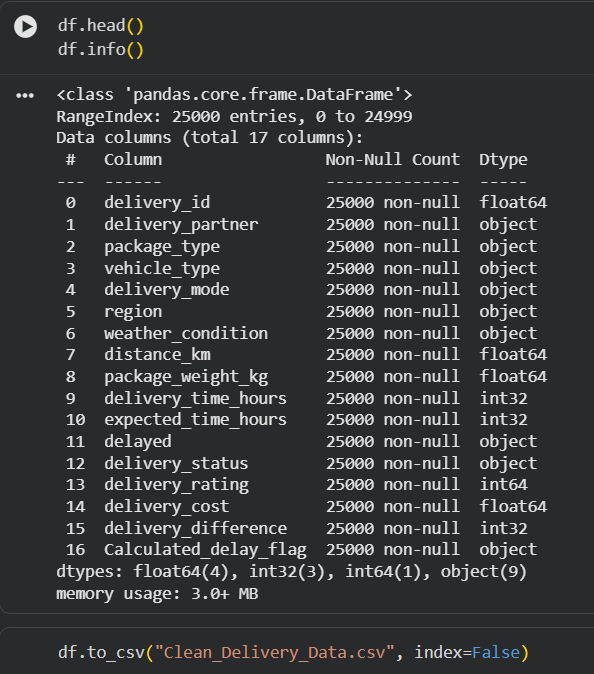 df.head()
df.info()
<class 'pandas.core.frame.DataFrame'>
RangeIndex: 25000 entries, 0 to 24999
Data columns (total 17 columns):
 #   Column                 Non-Null Count  Dtype
---  ------                 --------------  -----
 0   delivery_id            25000 non-null  float64
 1   delivery_partner       25000 non-null  object
 2   package_type           25000 non-null  object
 3   vehicle_type           25000 non-null  object
 4   delivery_mode          25000 non-null  object
 5   region                 25000 non-null  object
 6   weather_condition      25000 non-null  object
 7   distance_km            25000 non-null  float64
 8   package_weight_kg      25000 non-null  float64
 9   delivery_time_hours    25000 non-null  int32
 10  expected_time_hours    25000 non-null  int32
 11  delayed                25000 non-null  object
 12  delivery_status        25000 non-null  object
 13  delivery_rating        25000 non-null  int64
 14  delivery_cost          25000 non-null  float64
 15  delivery_difference    25000 non-null  int32
 16  Calculated_delay_flag  25000 non-null  object
dtypes: float64(4), int32(3), int64(1), object(9)
memory usage: 3.0+ MB
df.to_csv("Clean_Delivery_Data.csv", index=False)